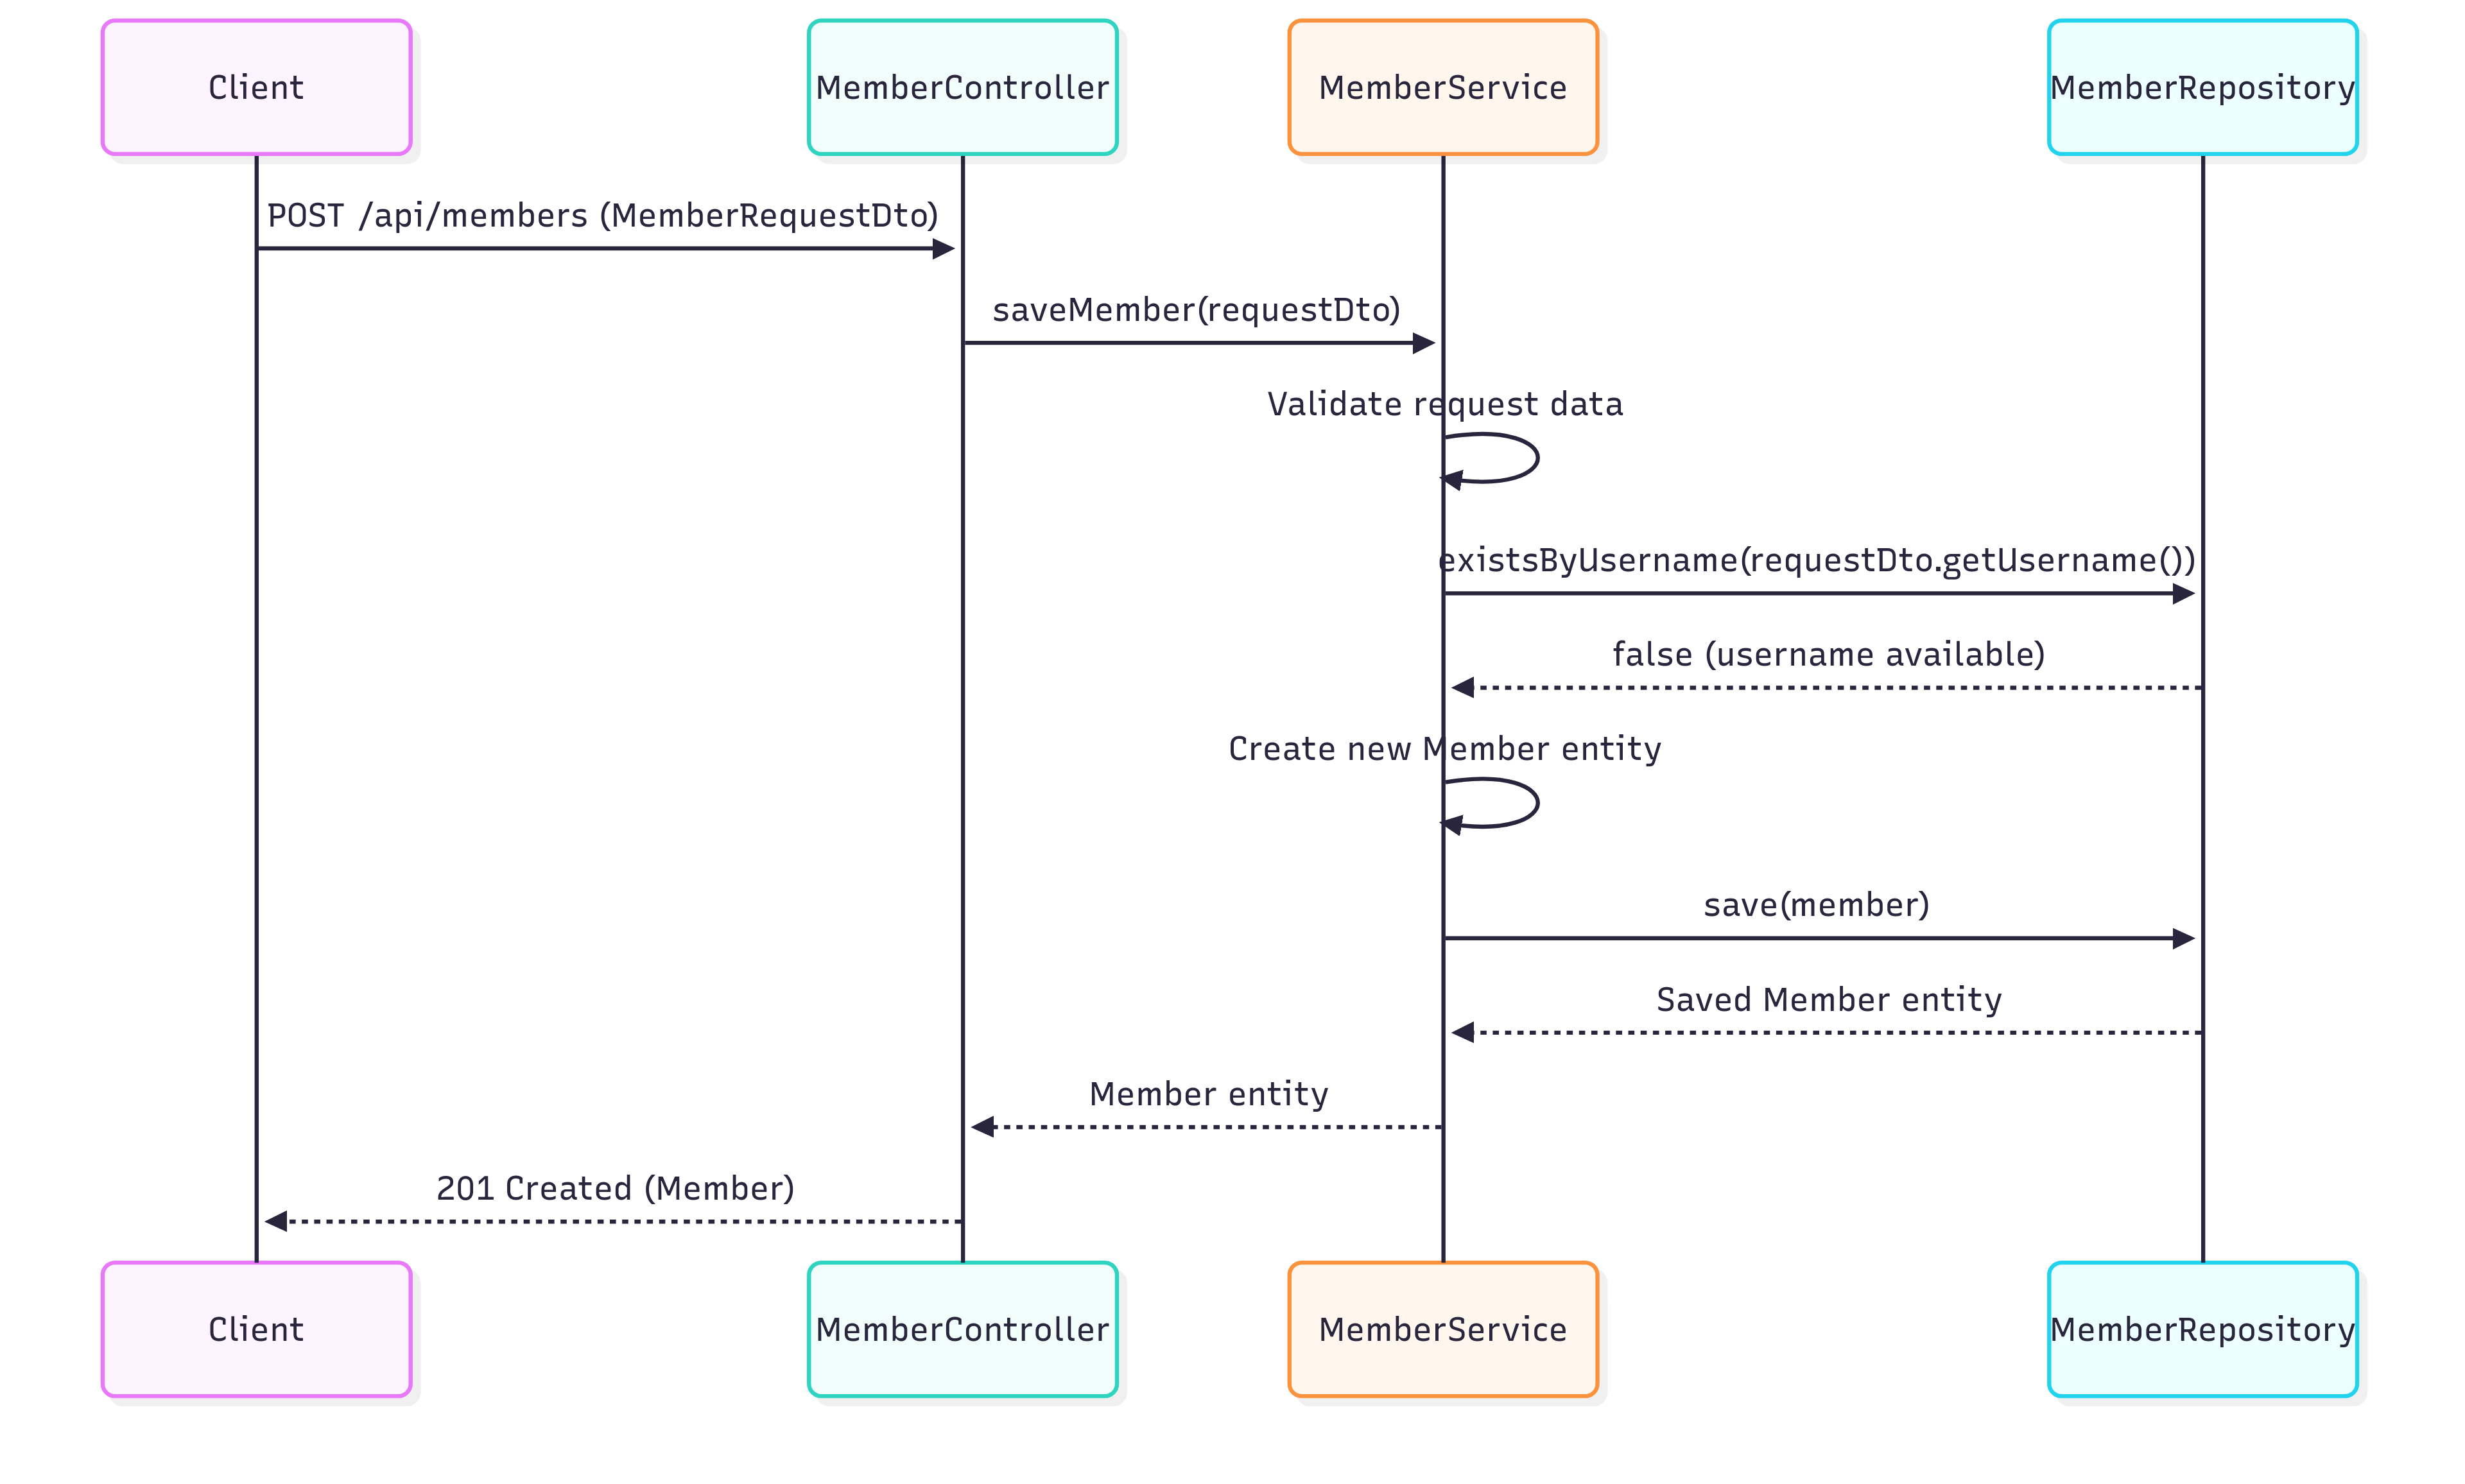 Client
MemberController
MemberService
MemberRepository
POST /api/members (MemberRequestDto)
saveMember(requestDto)
Validate request data
existsByUsername(requestDto.getUsername())
false (username available)
Create new Member entity
save(member)
Saved Member entity
Member entity
201 Created (Member)
Client
MemberController
MemberService
MemberRepository